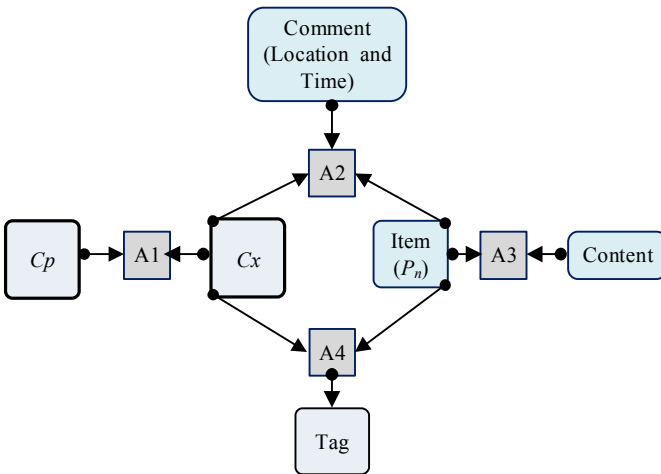 Comment
(Location and
Time)
A2
Cp
A1
Cx
Item
(Pn)
A3
Content
A4
Tag